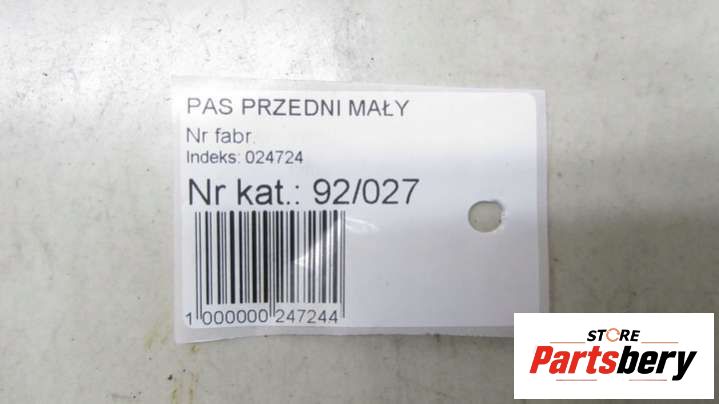 PAS PRZEDNI MAŁY
Nr fabr.
Indeks: 024724
Nr kat.: 92/027
1 000000 247244
STORE
Partsbery